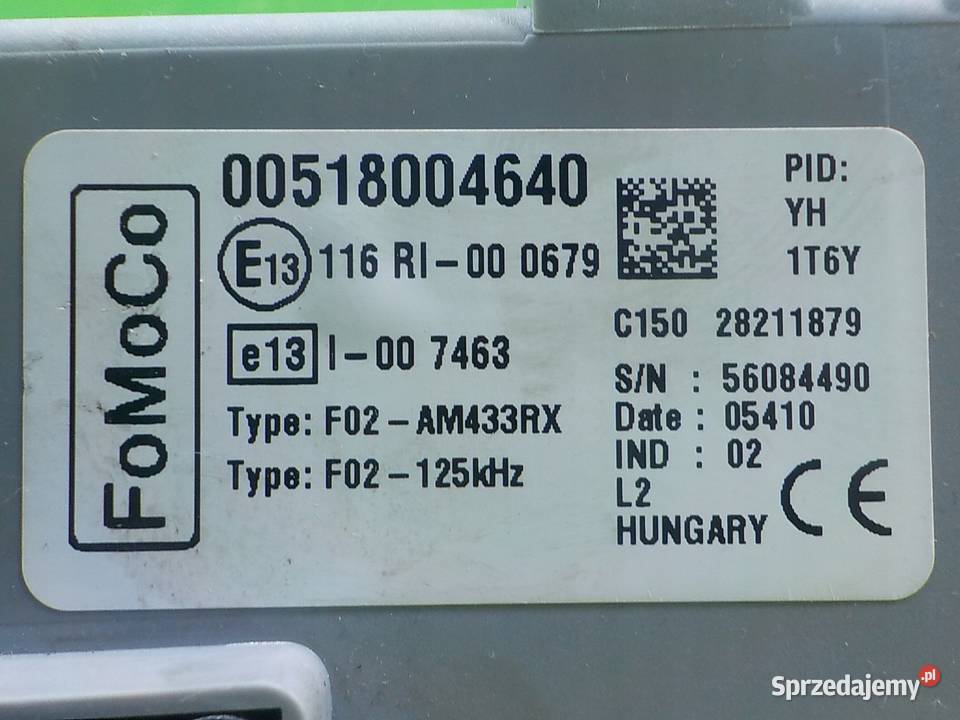 FoMoCo
00518004640
E13 116 RI-00 0679
e13 I-00 7463
Type: F02-AM433RX
Type: F02-125kHz
PID:
YH
1T6Y
C150 28211879
S/N : 56084490
Date : 05410
IND : 02
L2
HUNGARY
CE
Sprzedajemy.pl